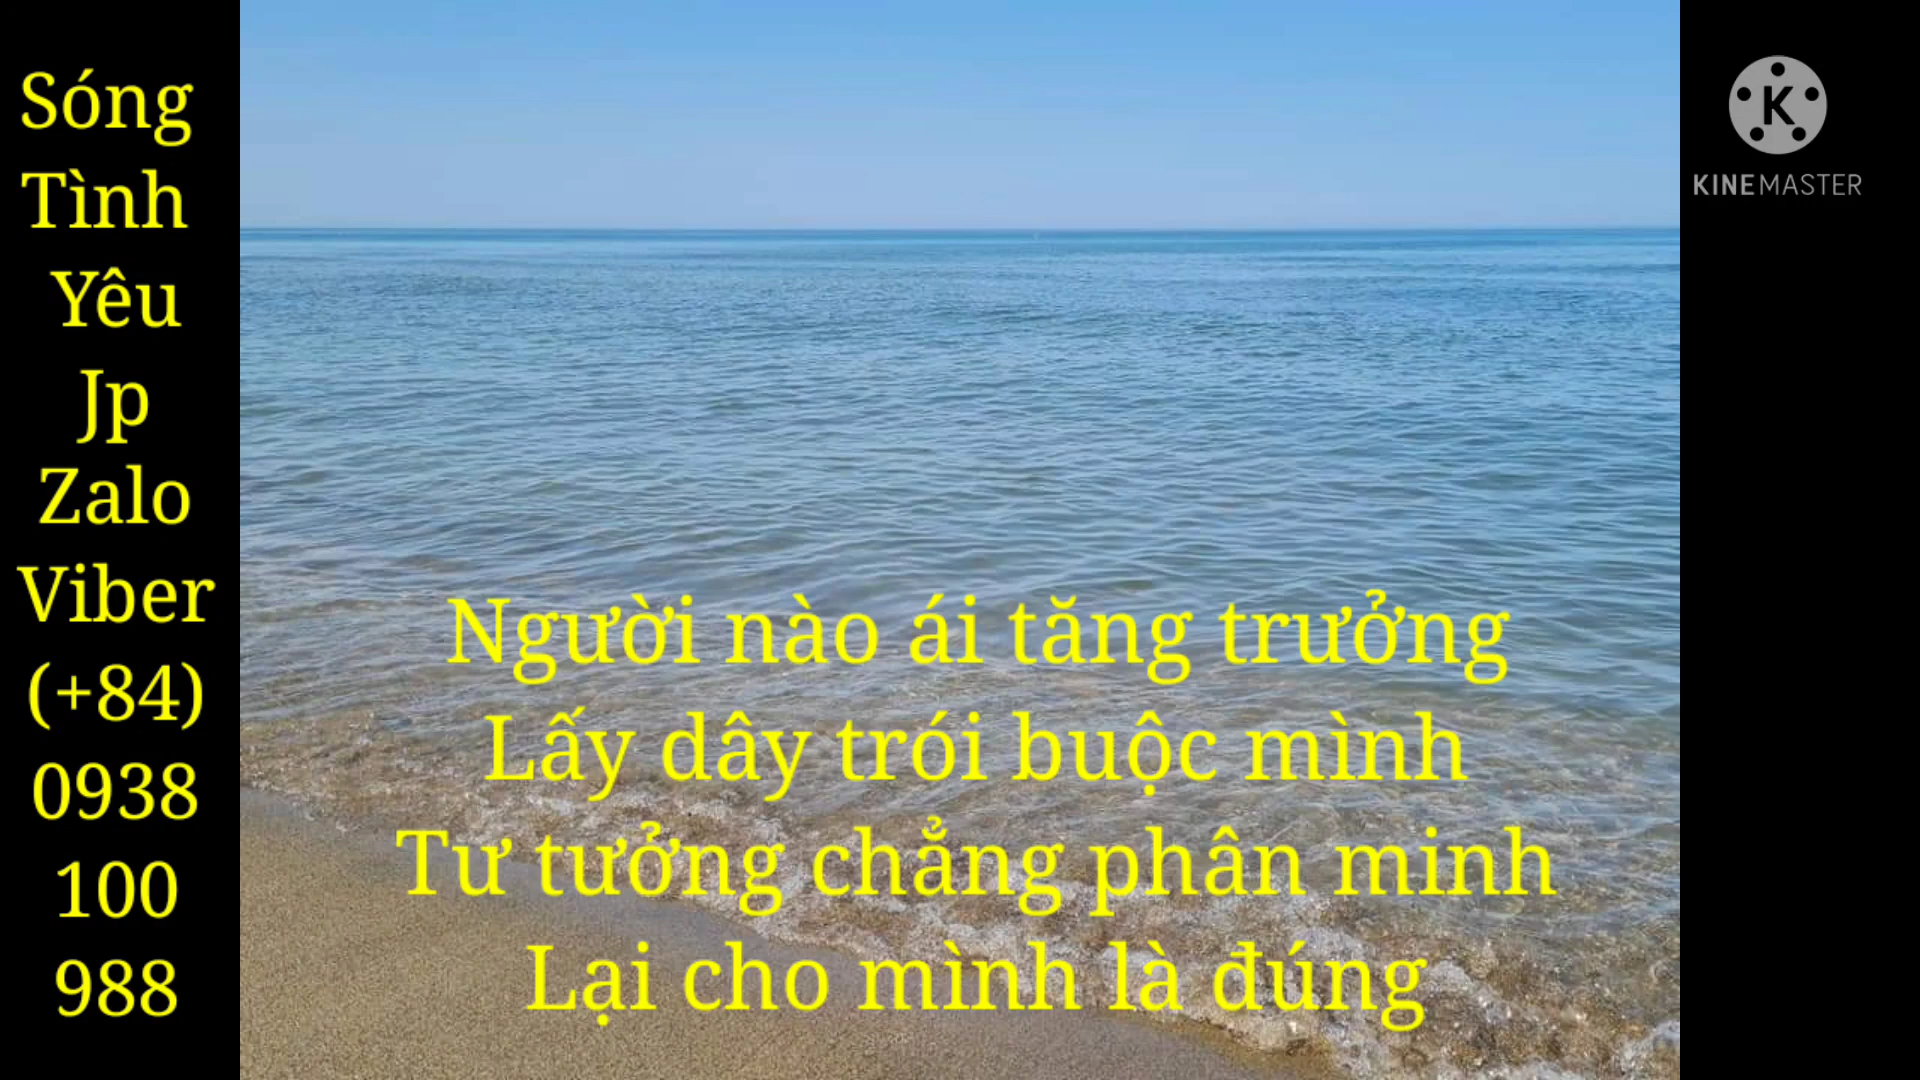 Sóng
Tình
Yêu
Jp
Zalo
Viber
(+84)
0938
100
988
Người nào ái tăng trưởng
Lấy dây trói buộc mình
Tư tưởng chẳng phân minh
Lại cho mình là đúng
K
KINEMASTER